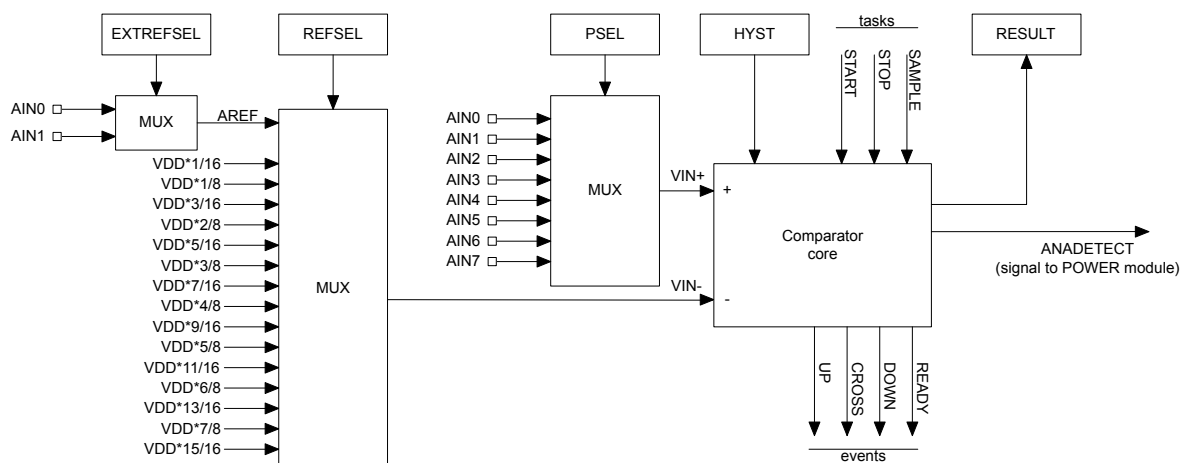 EXTREFSEL
REFSEL
PSEL
HYST
tasks
RESULT
START
STOP
SAMPLE
AIN0
AIN1
MUX
AREF
VDD*1/16
VDD*1/8
VDD*3/16
VDD*2/8
VDD*5/16
VDD*3/8
VDD*7/16
VDD*4/8
VDD*9/16
VDD*5/8
VDD*11/16
VDD*6/8
VDD*13/16
VDD*7/8
VDD*15/16
MUX
AIN0
AIN1
AIN2
AIN3
AIN4
AIN5
AIN6
AIN7
MUX
VIN+
VIN-
+
-
Comparator
core
ANADETECT
(signal to POWER module)
UP
CROSS
DOWN
READY
events